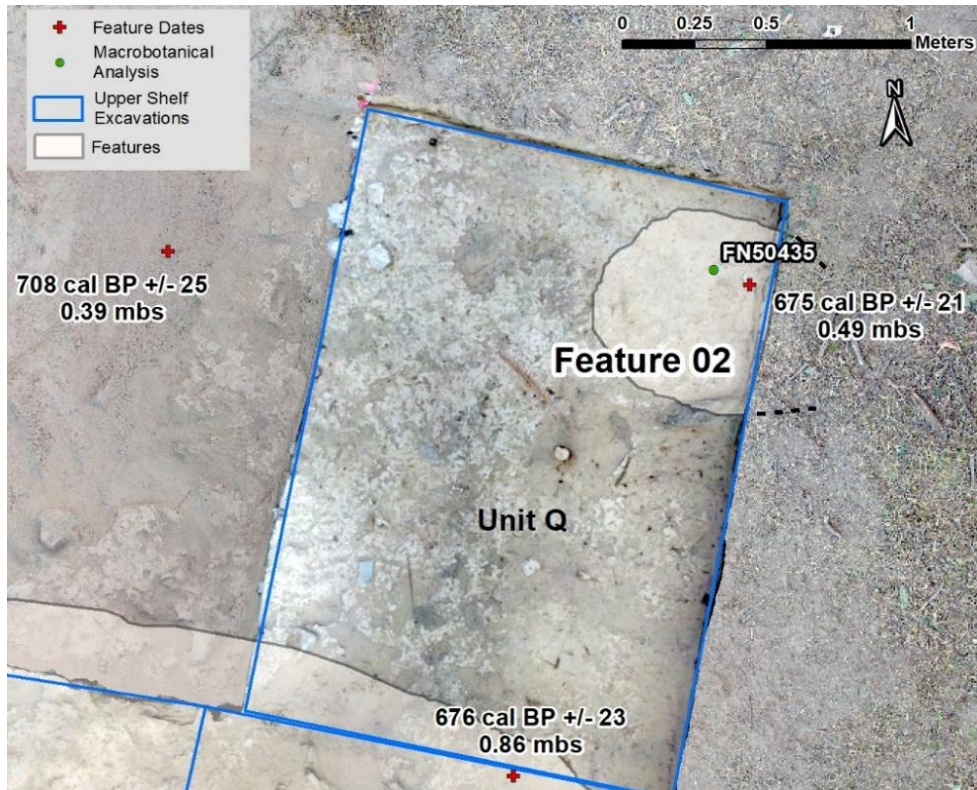 Feature Dates
Macrobotanical
Analysis
Upper Shelf
Excavations
Features
0 0.25 0.5 1
Meters
N
FN50435
708 cal BP +/- 25
0.39 mbs
675 cal BP +/- 21
0.49 mbs
Feature 02
Unit Q
676 cal BP +/- 23
0.86 mbs